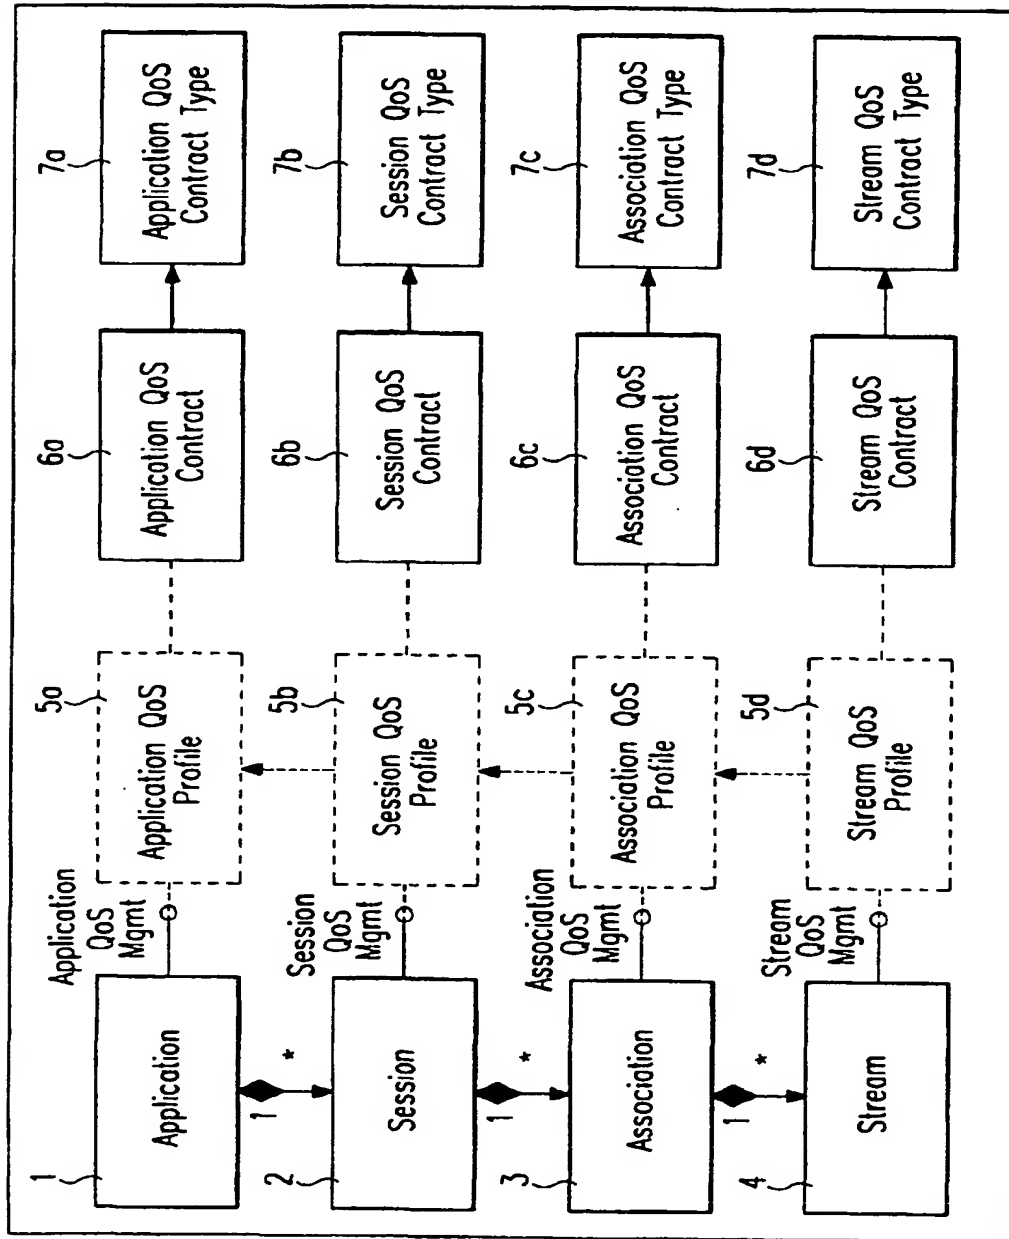 1
Application
Application
QoS
Mgmt
5a
Application QoS
Profile
6a
Application QoS
Contract
7a
Application QoS
Contract Type
1
*
2
Session
Session
QoS
Mgmt
5b
Session QoS
Profile
6b
Session QoS
Contract
7b
Session QoS
Contract Type
1
*
3
Association
Association
QoS
Mgmt
5c
Association QoS
Profile
6c
Association QoS
Contract
7c
Association QoS
Contract Type
1
*
4
Stream
Stream
QoS
Mgmt
5d
Stream QoS
Profile
6d
Stream QoS
Contract
7d
Stream QoS
Contract Type